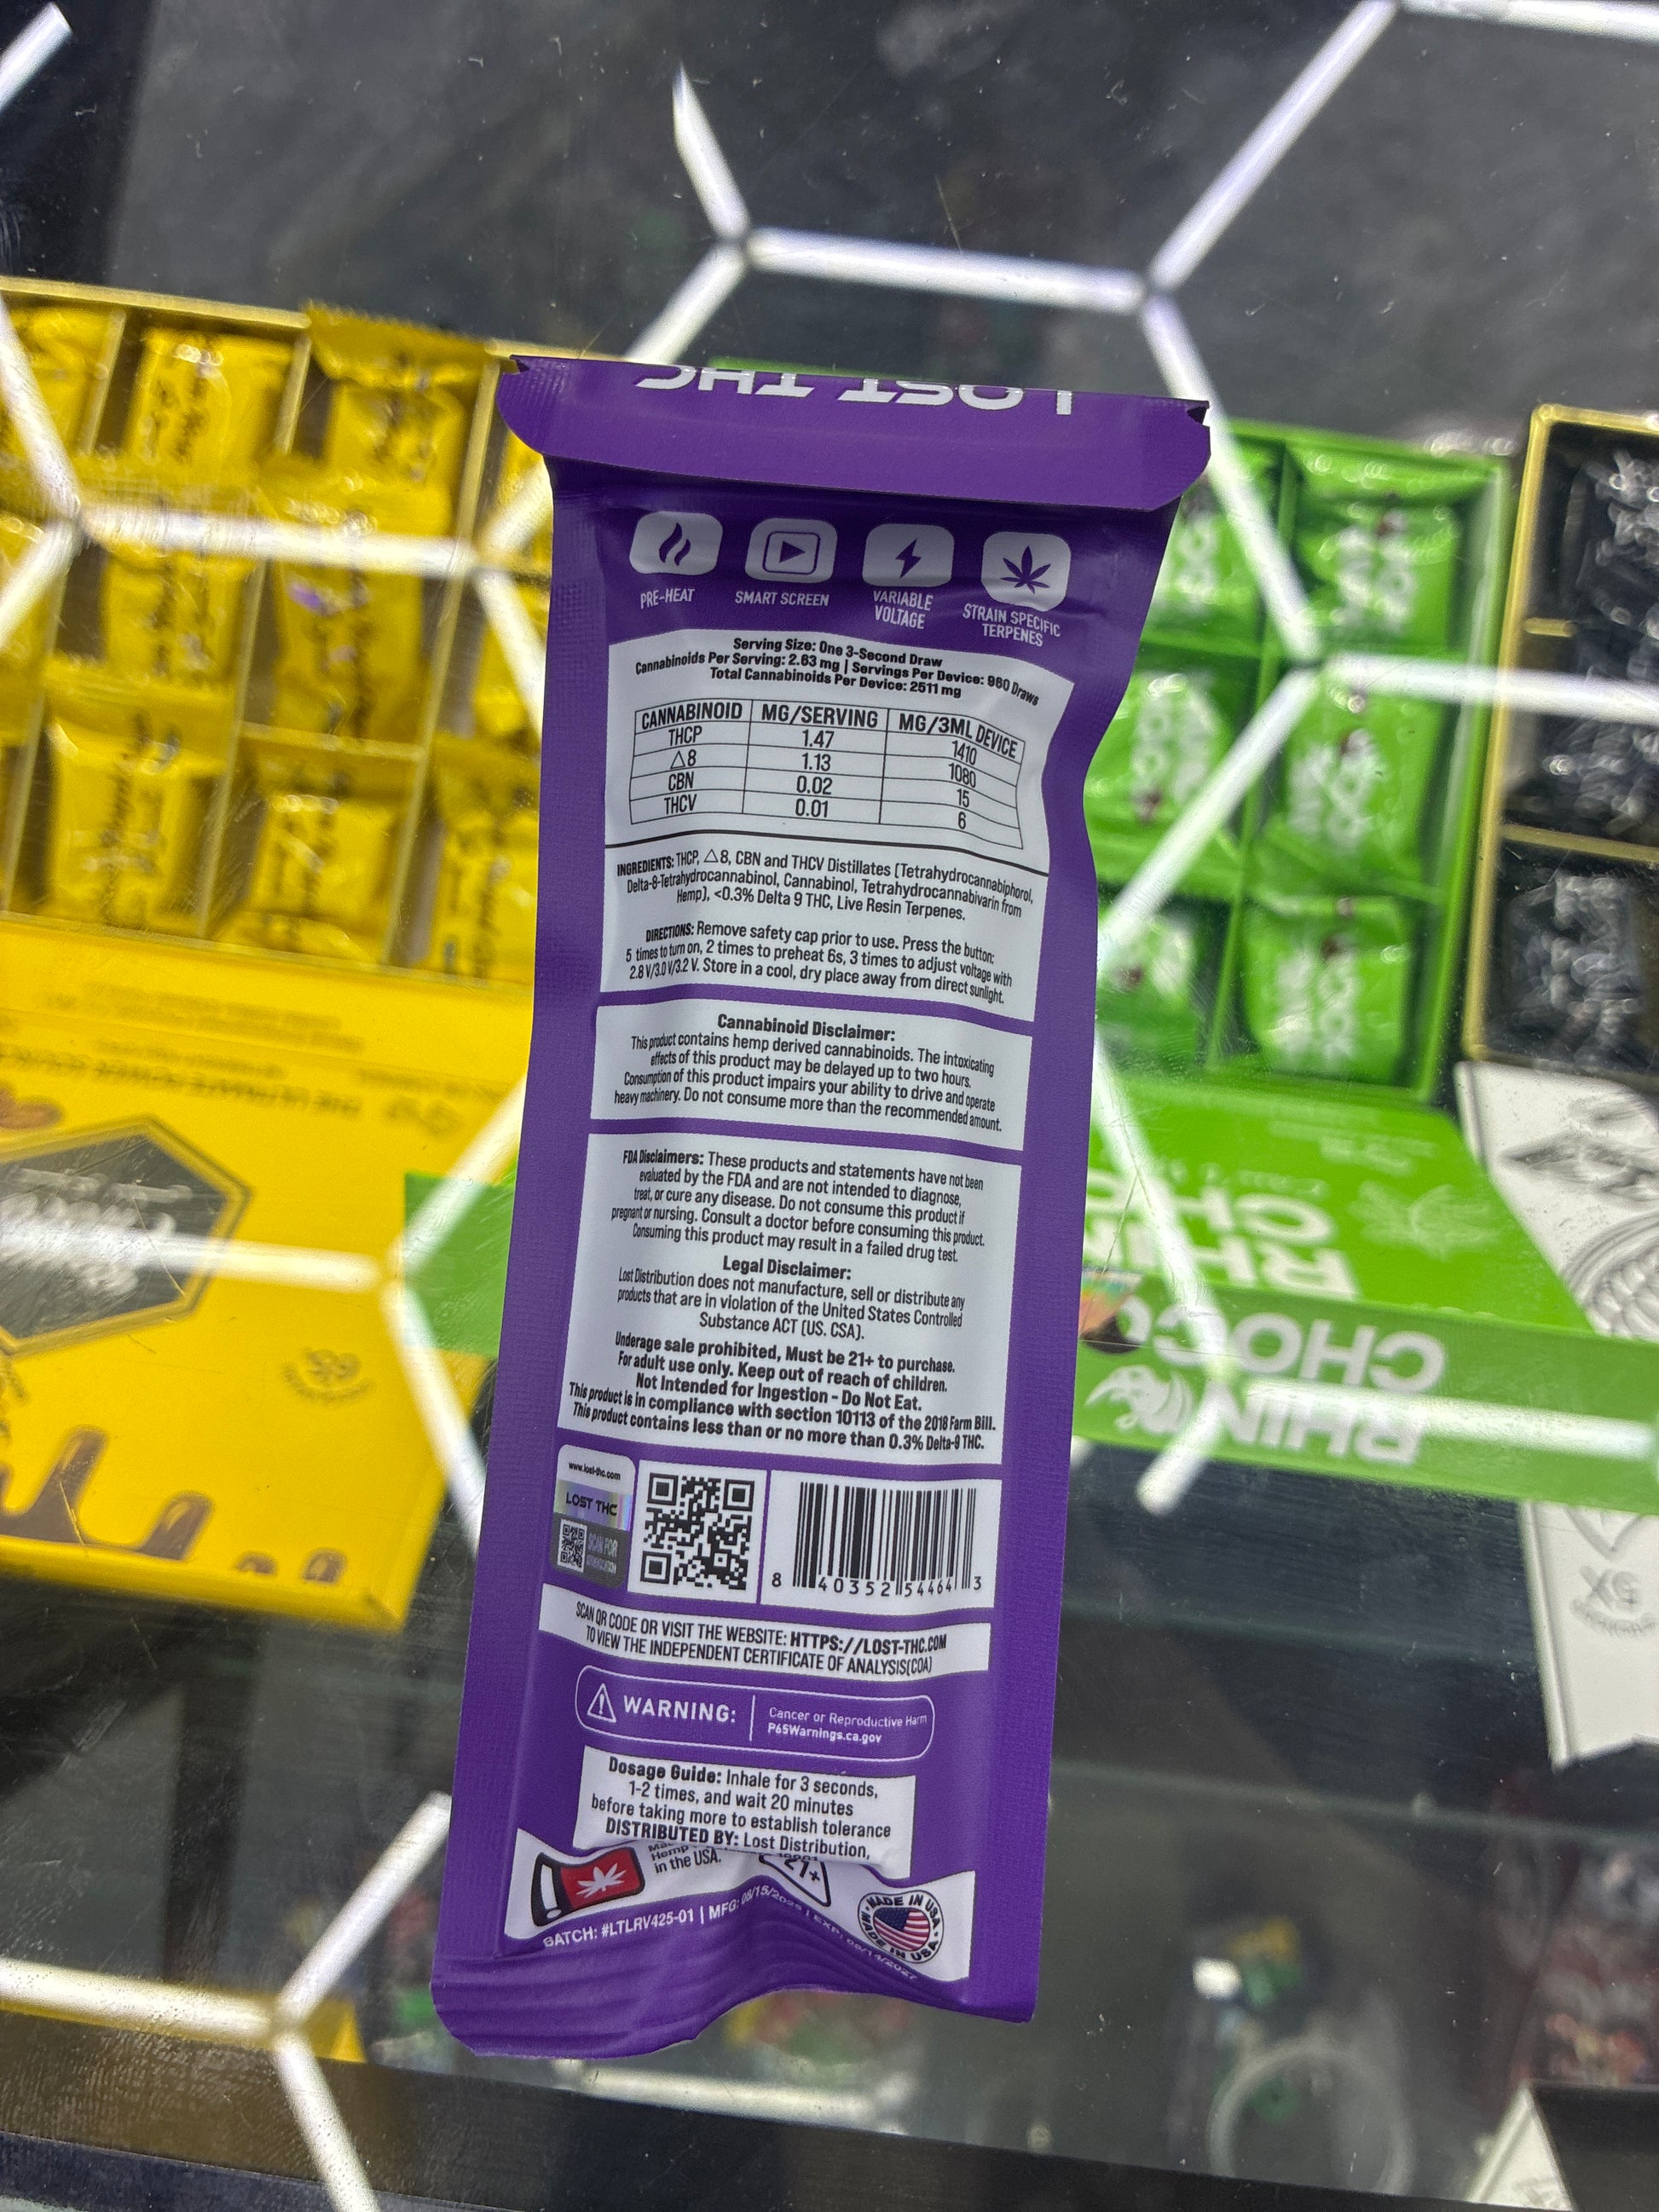 LOST THC
PRE-HEAT
SMART SCREEN
VARIABLE
VOLTAGE
STRAIN SPECIFIC
TERPENES
Serving Size: One 3-Second Draw
Cannabinoids Per Serving: 2.63 mg | Servings Per Device: 960 Draws
Total Cannabinoids Per Device: 2511 mg
CANNABINOID MG/SERVING MG/3ML DEVICE
THCP 1.47 1410
△8 1.13 1080
CBN 0.02 15
THCV 0.01 6
INGREDIENTS: THCP, △8, CBN and THCV Distillates (Tetrahydrocannabiphorol,
Delta-8-Tetrahydrocannabinol, Cannabinol, Tetrahydrocannabivarin from
Hemp), <0.3% Delta 9 THC, Live Resin Terpenes.
DIRECTIONS: Remove safety cap prior to use. Press the button:
5 times to turn on, 2 times to preheat 6s, 3 times to adjust voltage with
2.8 V/3.0 V/3.2 V. Store in a cool, dry place away from direct sunlight.
Cannabinoid Disclaimer:
This product contains hemp derived cannabinoids. The intoxicating
effects of this product may be delayed up to two hours.
Consumption of this product impairs your ability to drive and operate
heavy machinery. Do not consume more than the recommended amount.
FDA Disclaimers: These products and statements have not been
evaluated by the FDA and are not intended to diagnose,
treat, or cure any disease. Do not consume this product if
pregnant or nursing. Consult a doctor before consuming this product.
Consuming this product may result in a failed drug test.
Legal Disclaimer:
Lost Distribution does not manufacture, sell or distribute any
products that are in violation of the United States Controlled
Substance ACT (US. CSA).
Underage sale prohibited, Must be 21+ to purchase.
For adult use only. Keep out of reach of children.
Not Intended for Ingestion - Do Not Eat.
This product is in compliance with section 10113 of the 2018 Farm Bill.
This product contains less than or no more than 0.3% Delta-9 THC.
www.lost-thc.com
LOST THC
SCAN FOR
8 40352 54464 3
SCAN QR CODE OR VISIT THE WEBSITE: HTTPS://LOST-THC.COM
TO VIEW THE INDEPENDENT CERTIFICATE OF ANALYSIS(COA)
WARNING:
Cancer or Reproductive Harm
P65Warnings.ca.gov
Dosage Guide: Inhale for 3 seconds,
1-2 times, and wait 20 minutes
before taking more to establish tolerance
DISTRIBUTED BY: Lost Distribution,
Hemp
in the USA.
21+
MADE IN USA
MADE IN USA
BATCH: #LTLRV425-01 | MFG: 08/15/2025 | EXP: 08/14/2027
RHINO
CHOCO